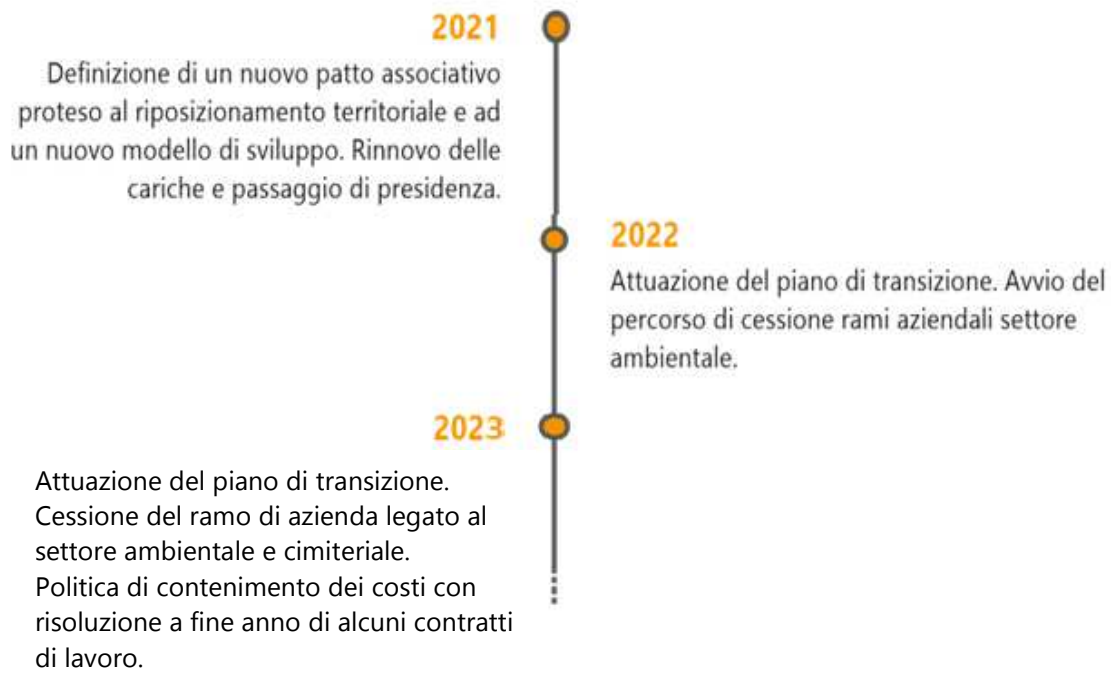 2021
Definizione di un nuovo patto associativo
proteso al riposizionamento territoriale e ad
un nuovo modello di sviluppo. Rinnovo delle
cariche e passaggio di presidenza.
2022
Attuazione del piano di transizione. Avvio del
percorso di cessione rami aziendali settore
ambientale.
2023
Attuazione del piano di transizione.
Cessione del ramo di azienda legato al
settore ambientale e cimiteriale.
Politica di contenimento dei costi con
risoluzione a fine anno di alcuni contratti
di lavoro.